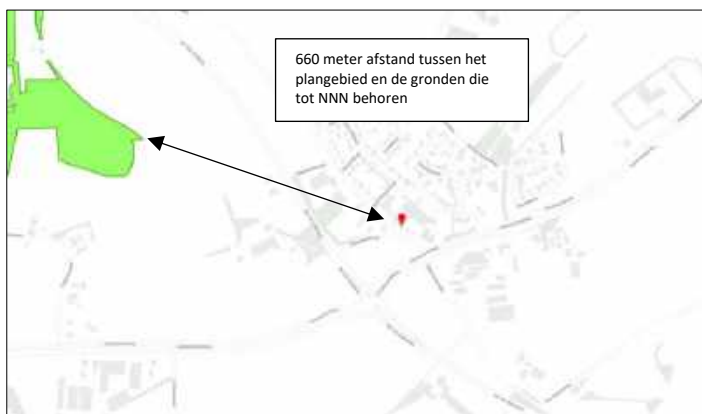 660 meter afstand tussen het
plangebied en de gronden die
tot NNN behoren